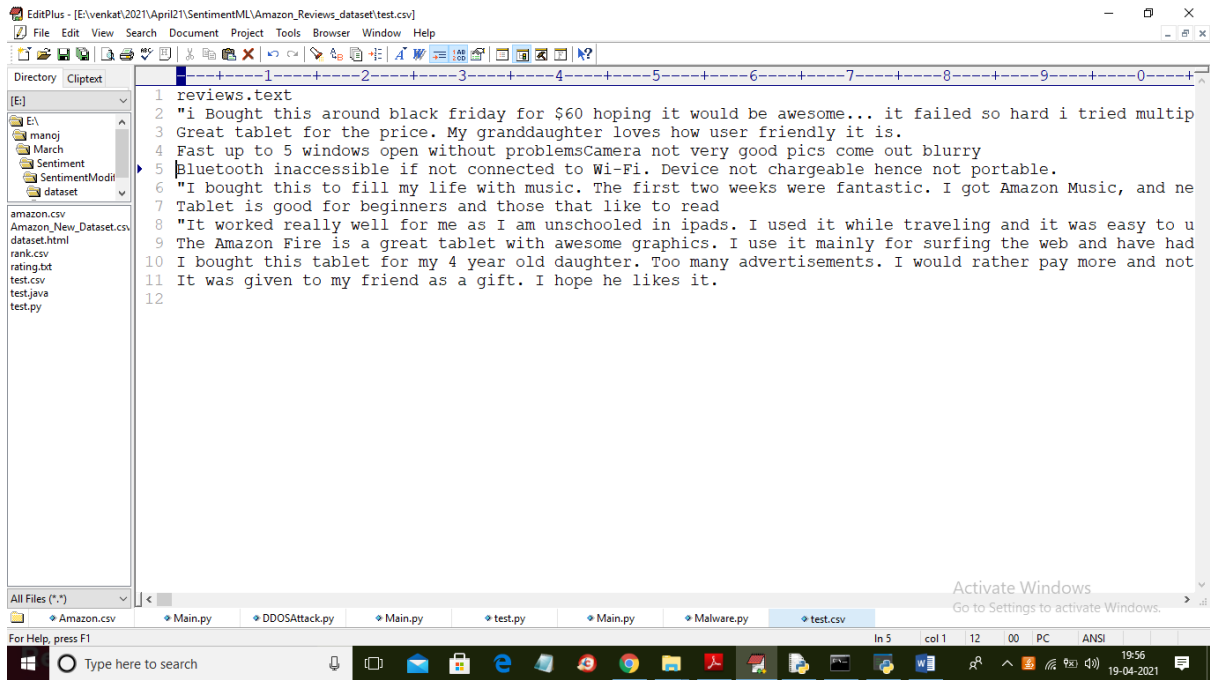 EditPlus - [E:\venkat\2021\April21\SentimentML\Amazon_Reviews_dataset\test.csv]
File Edit View Search Document Project Tools Browser Window Help
Directory Cliptext
----+----1----+----2----+----3----+----4----+----5----+----6----+----7----+----8----+----9----+----0----+
[E:]
E:\
manoj
March
Sentiment
SentimentModif
dataset
amazon.csv
Amazon_New_Dataset.csv
dataset.html
rank.csv
rating.txt
test.csv
test.java
test.py
All Files (*.*)
1 reviews.text
2 "i Bought this around black friday for $60 hoping it would be awesome... it failed so hard i tried multip
3 Great tablet for the price. My granddaughter loves how user friendly it is.
4 Fast up to 5 windows open without problemsCamera not very good pics come out blurry
5 Bluetooth inaccessible if not connected to Wi-Fi. Device not chargeable hence not portable.
6 "I bought this to fill my life with music. The first two weeks were fantastic. I got Amazon Music, and ne
7 Tablet is good for beginners and those that like to read
8 "It worked really well for me as I am unschooled in ipads. I used it while traveling and it was easy to u
9 The Amazon Fire is a great tablet with awesome graphics. I use it mainly for surfing the web and have had
10 I bought this tablet for my 4 year old daughter. Too many advertisements. I would rather pay more and not
11 It was given to my friend as a gift. I hope he likes it.
12
Activate Windows
Go to Settings to activate Windows.
Amazon.csv Main.py DDOSAttack.py Main.py test.py Main.py Malware.py test.csv
For Help, press F1 ln 5 col 1 12 00 PC ANSI
Type here to search
19:56
19-04-2021